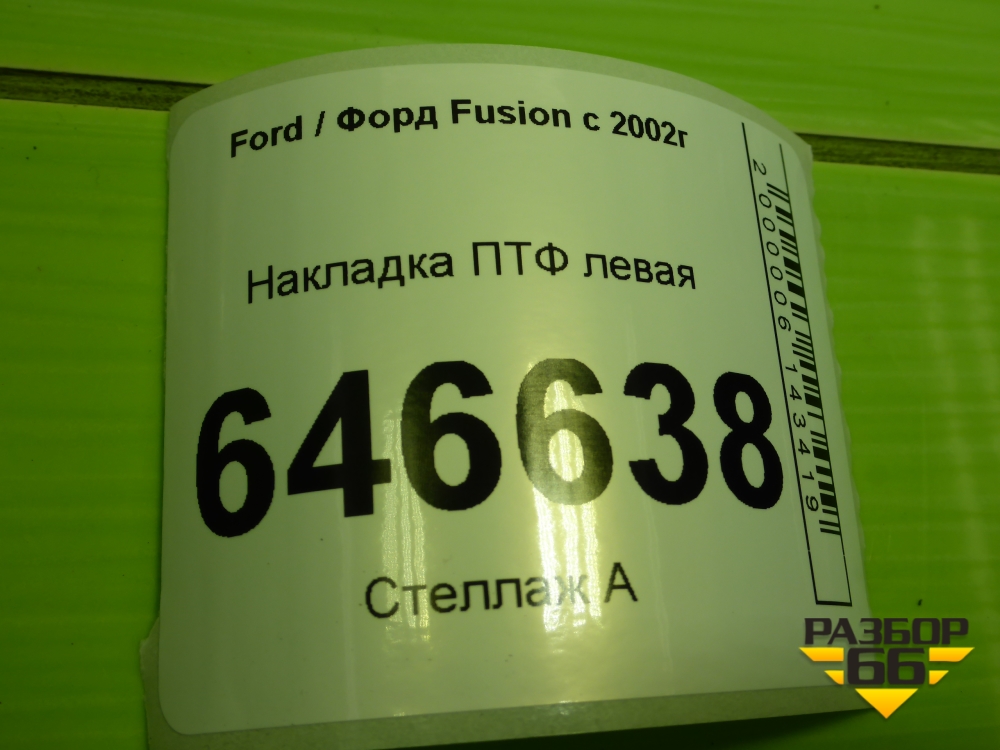 Ford / Форд Fusion с 2002г
Накладка ПТФ левая
646638
Стеллаж А
2000006143419
РАЗБОР
66